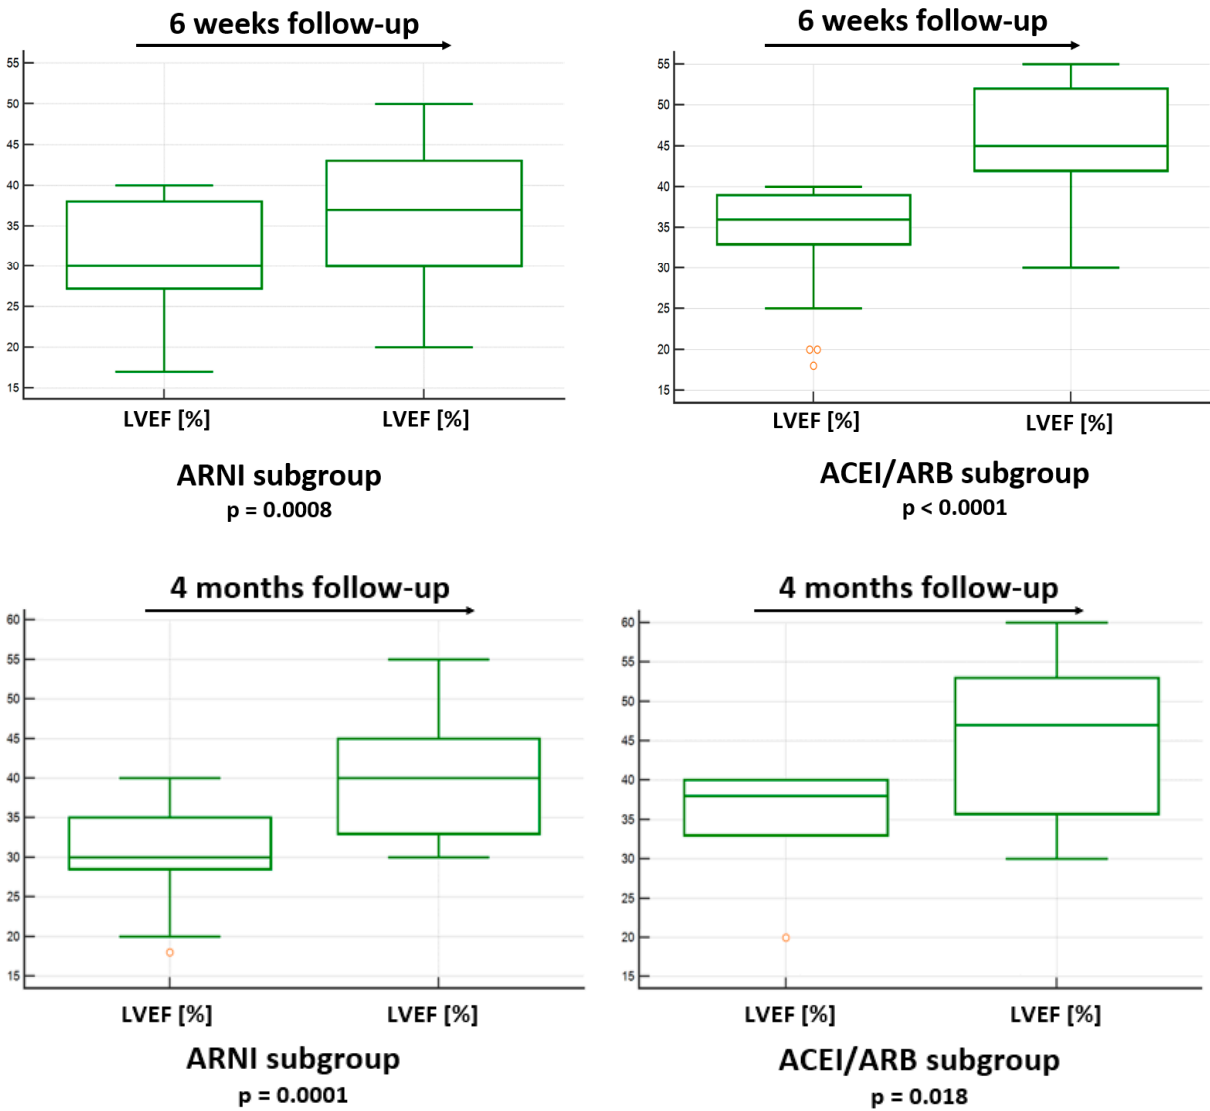 6 weeks follow-up
55
50
45
40
35
30
25
20
15
LVEF [%]
LVEF [%]
ARNI subgroup
p = 0.0008
6 weeks follow-up
55
50
45
40
35
30
25
20
15
LVEF [%]
LVEF [%]
ACEI/ARB subgroup
p < 0.0001
4 months follow-up
60
55
50
45
40
35
30
25
20
15
LVEF [%]
LVEF [%]
ARNI subgroup
p = 0.0001
4 months follow-up
60
55
50
45
40
35
30
25
20
15
LVEF [%]
LVEF [%]
ACEI/ARB subgroup
p = 0.018